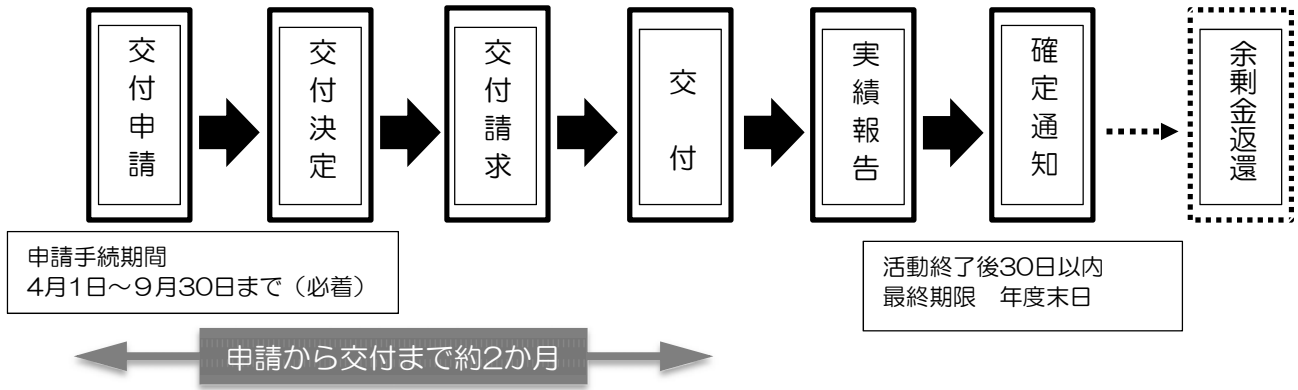 交付申請
交付決定
交付請求
交付
実績報告
確定通知
余剰金返還
申請手続期間
4月1日～9月30日まで（必着）
活動終了後30日以内
最終期限　年度末日
申請から交付まで約2か月